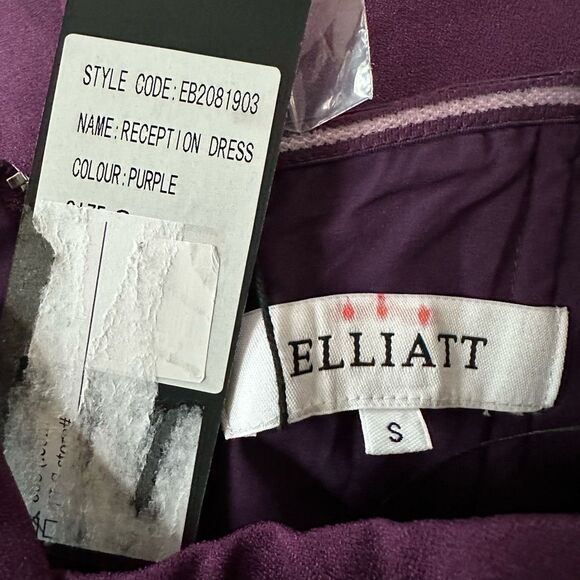 STYLE CODE:EB2081903
NAME:RECEPTION DRESS
COLOUR:PURPLE
ELLIATT
S